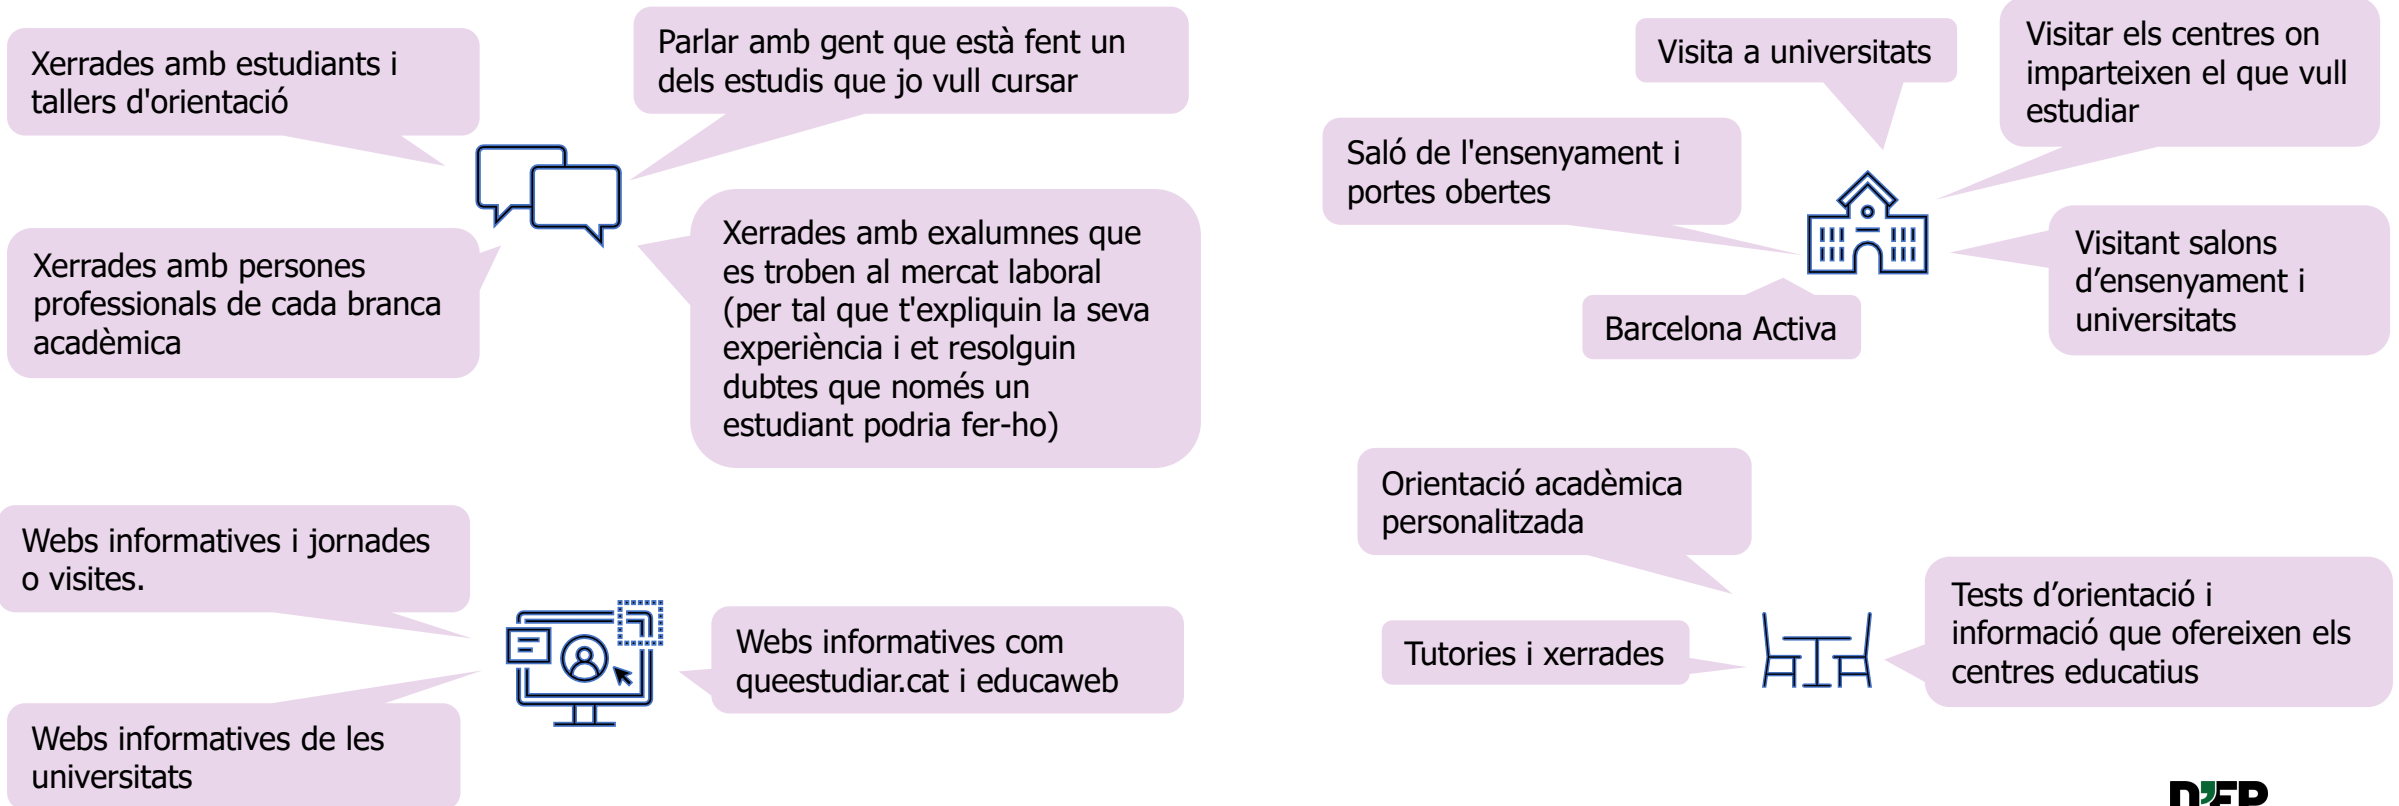 Xerrades amb estudiants i
tallers d'orientació
Parlar amb gent que està fent un
dels estudis que jo vull cursar
Xerrades amb persones
professionals de cada branca
acadèmica
Xerrades amb exalumnes que
es troben al mercat laboral
(per tal que t'expliquin la seva
experiència i et resolguin
dubtes que només un
estudiant podria fer-ho)
Visita a universitats
Visitar els centres on
imparteixen el que vull
estudiar
Saló de l'ensenyament i
portes obertes
Visitant salons
d’ensenyament i
universitats
Barcelona Activa
Webs informatives i jornades
o visites.
Webs informatives com
queestudiar.cat i educaweb
Webs informatives de les
universitats
Orientació acadèmica
personalitzada
Tutories i xerrades
Tests d’orientació i
informació que ofereixen els
centres educatius